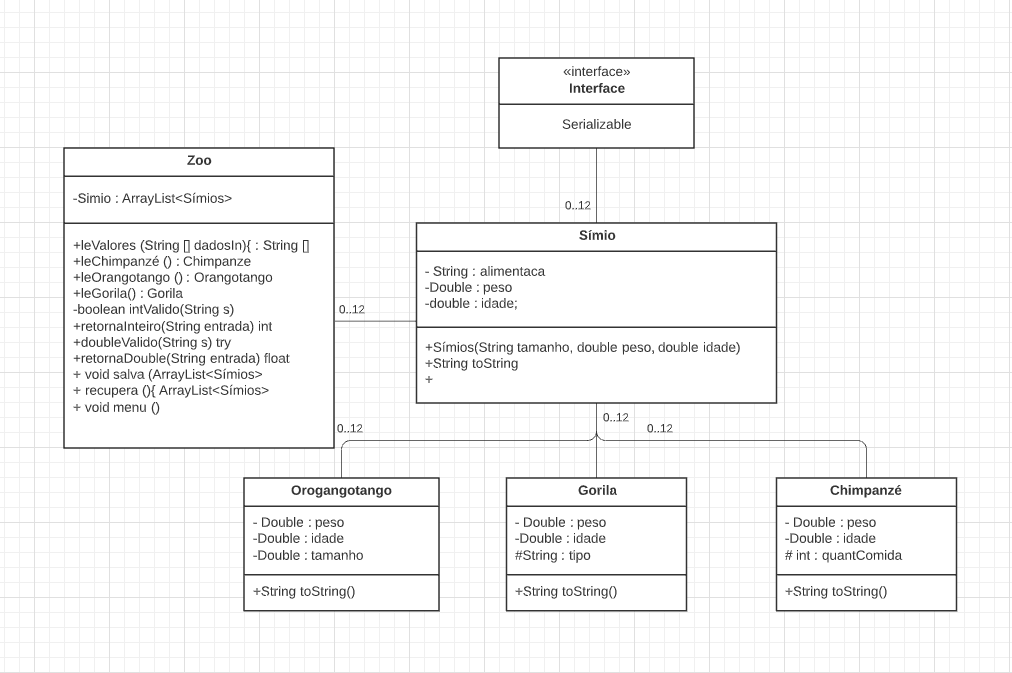 «interface»
Interface
Serializable
Zoo
-Simio : ArrayList<Símios>
+leValores (String [] dadosIn){ : String []
+leChimpanzé () : Chimpanze
+leOrangotango () : Orangotango
+leGorila() : Gorila
-boolean intValido(String s)
+retornaInteiro(String entrada) int
+doubleValido(String s) try
+retornaDouble(String entrada) float
+ void salva (ArrayList<Símios>
+ recupera (){ ArrayList<Símios>
+ void menu ()
0..12
0..12
Símio
- String : alimentaca
-Double : peso
-double : idade;
+Símios(String tamanho, double peso, double idade)
+String toString
+
0..12
0..12
0..12
Orogangotango
- Double : peso
-Double : idade
-Double : tamanho
+String toString()
Gorila
- Double : peso
-Double : idade
#String : tipo
+String toString()
Chimpanzé
- Double : peso
-Double : idade
# int : quantComida
+String toString()